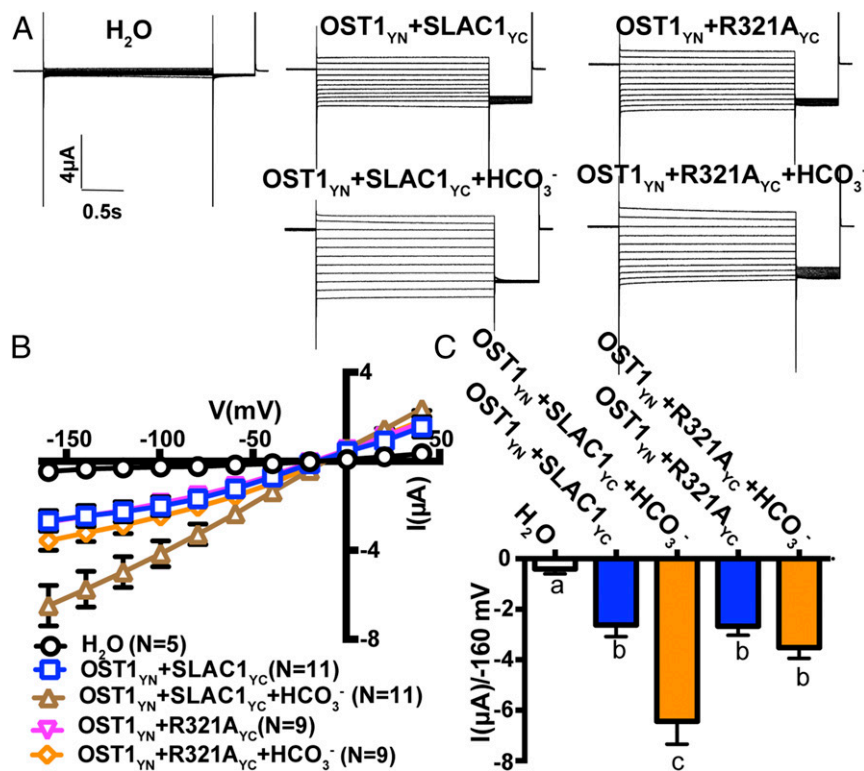 A
H₂O
OST1YN+SLAC1YC
OST1YN+R321AYC
4μA
0.5s
OST1YN+SLAC1YC+HCO₃⁻
OST1YN+R321AYC+HCO₃⁻
B
V(mV)
4
-150
-100
-50
50
I(μA)
-4
-8
H₂O (N=5)
OST1YN+SLAC1YC(N=11)
OST1YN+SLAC1YC+HCO₃⁻ (N=11)
OST1YN+R321AYC(N=9)
OST1YN+R321AYC+HCO₃⁻ (N=9)
C
H₂O
OST1YN+SLAC1YC
OST1YN+SLAC1YC+HCO₃⁻
OST1YN+R321AYC
OST1YN+R321AYC+HCO₃⁻
I(μA)/-160 mV
0
-2
-4
-6
-8
a
b
c
b
b